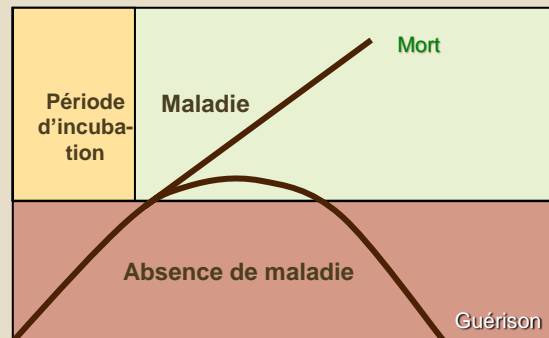 Mort
Maladie
Période
d'incuba-
tion
Absence de maladie
Guérison